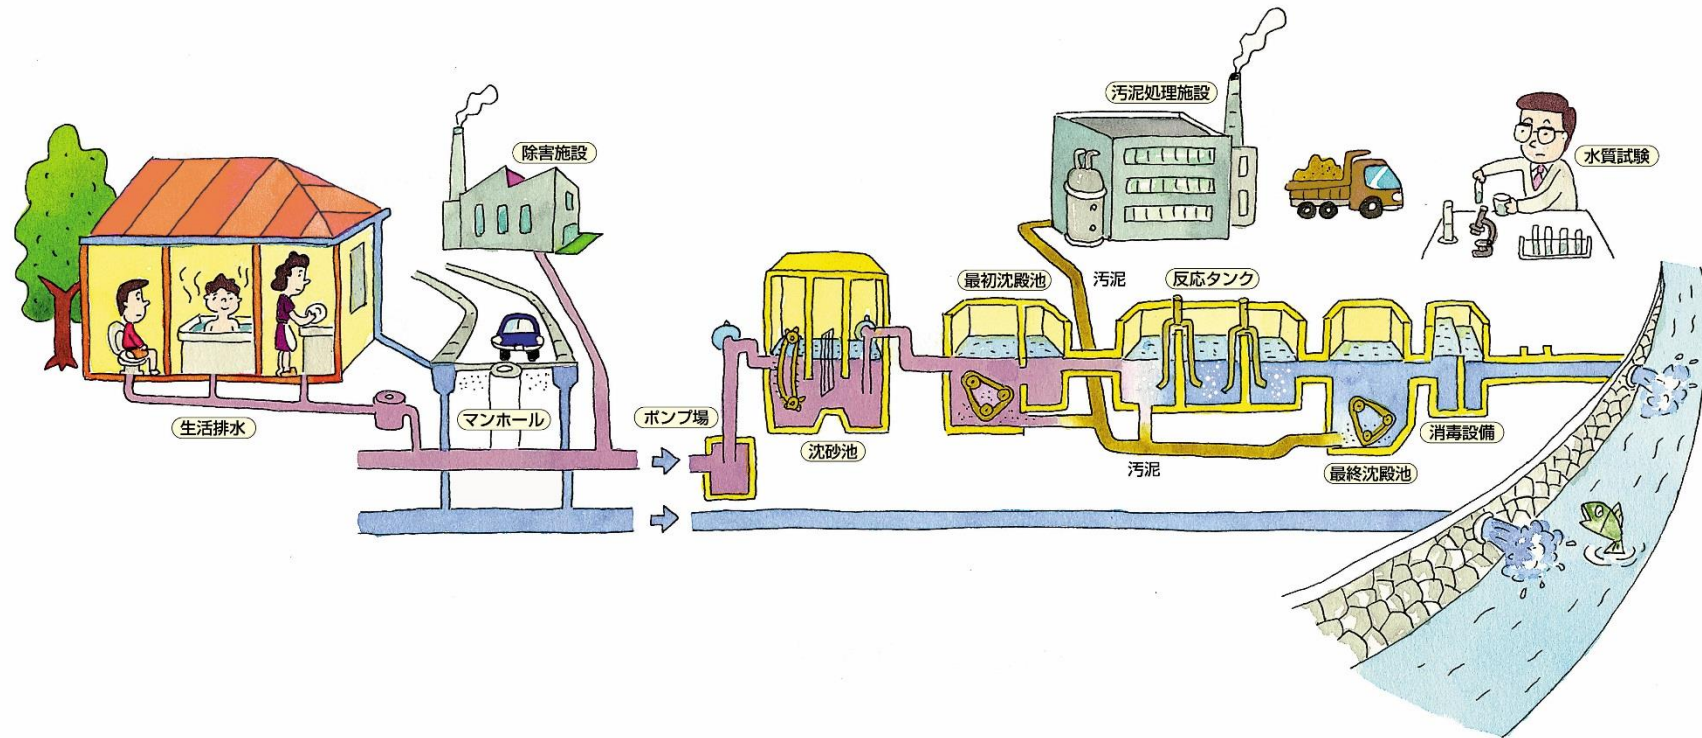 生活排水
マンホール
除害施設
ポンプ場
沈砂池
最初沈殿池
汚泥処理施設
汚泥
反応タンク
汚泥
最終沈殿池
消毒設備
水質試験